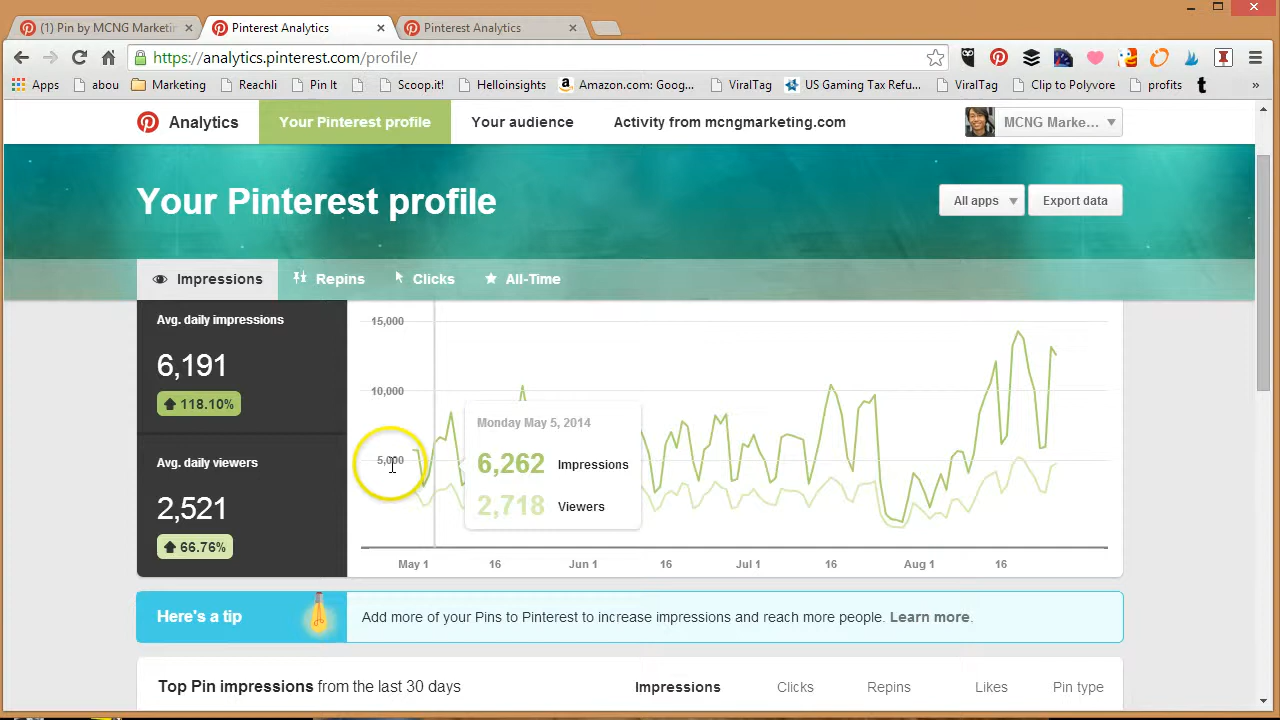 (1) Pin by MCNG Marketin
Pinterest Analytics
Pinterest Analytics
https://analytics.pinterest.com/profile/
Apps
abou
Marketing
Reachli
Pin It
Scoop.it!
Helloinsights
Amazon.com: Goog...
ViralTag
US Gaming Tax Refu...
ViralTag
Clip to Polyvore
profits
»
Analytics
Your Pinterest profile
Your audience
Activity from mcngmarketing.com
MCNG Marke...
Your Pinterest profile
All apps
Export data
Impressions
Repins
Clicks
All-Time
Avg. daily impressions
6,191
118.10%
Avg. daily viewers
2,521
66.76%
15,000
10,000
5,000
Monday May 5, 2014
6,262 Impressions
2,718 Viewers
May 1
16
Jun 1
16
Jul 1
16
Aug 1
16
Here's a tip
Add more of your Pins to Pinterest to increase impressions and reach more people. Learn more.
Top Pin impressions from the last 30 days
Impressions
Clicks
Repins
Likes
Pin type